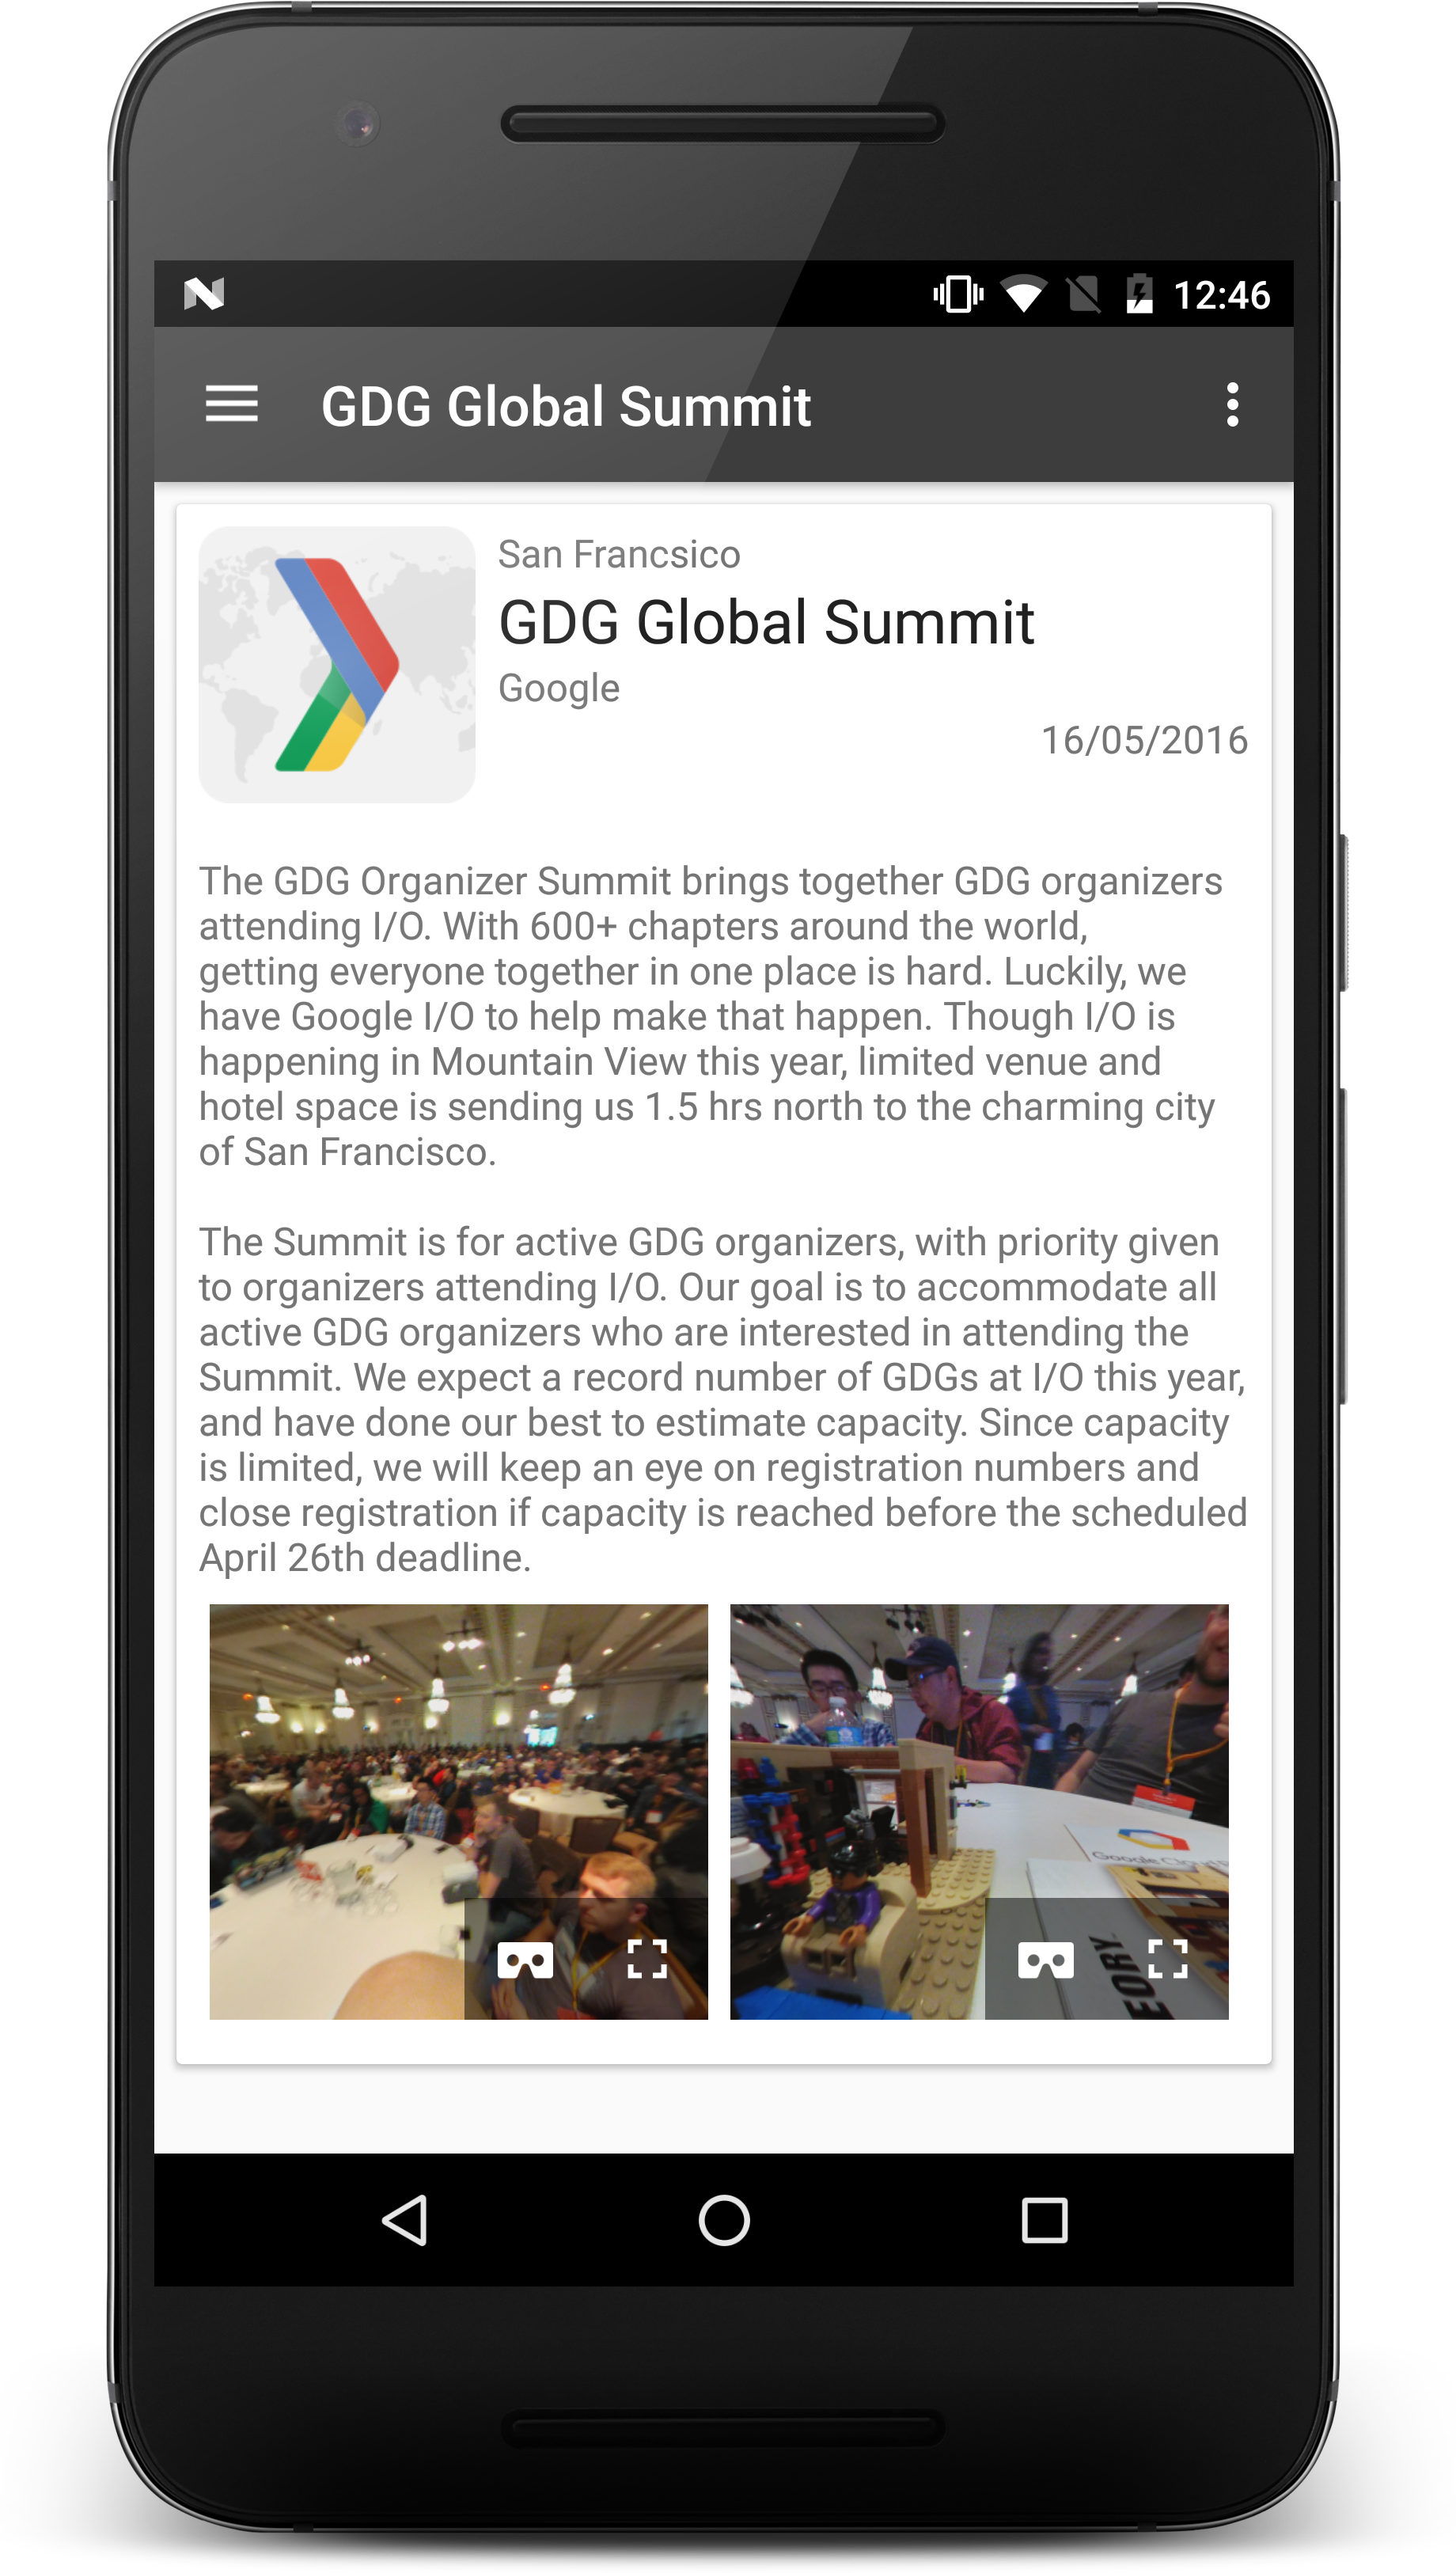 12:46
GDG Global Summit
San Francsico
GDG Global Summit
Google
16/05/2016
The GDG Organizer Summit brings together GDG organizers
attending I/O. With 600+ chapters around the world,
getting everyone together in one place is hard. Luckily, we
have Google I/O to help make that happen. Though I/O is
happening in Mountain View this year, limited venue and
hotel space is sending us 1.5 hrs north to the charming city
of San Francisco.
The Summit is for active GDG organizers, with priority given
to organizers attending I/O. Our goal is to accommodate all
active GDG organizers who are interested in attending the
Summit. We expect a record number of GDGs at I/O this year,
and have done our best to estimate capacity. Since capacity
is limited, we will keep an eye on registration numbers and
close registration if capacity is reached before the scheduled
April 26th deadline.
Google